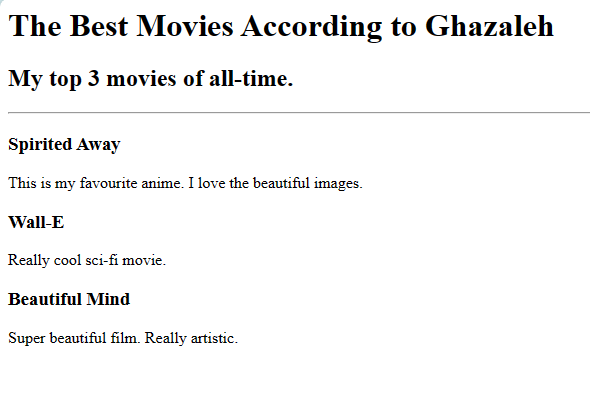 The Best Movies According to Ghazaleh
My top 3 movies of all-time.
Spirited Away
This is my favourite anime. I love the beautiful images.
Wall-E
Really cool sci-fi movie.
Beautiful Mind
Super beautiful film. Really artistic.